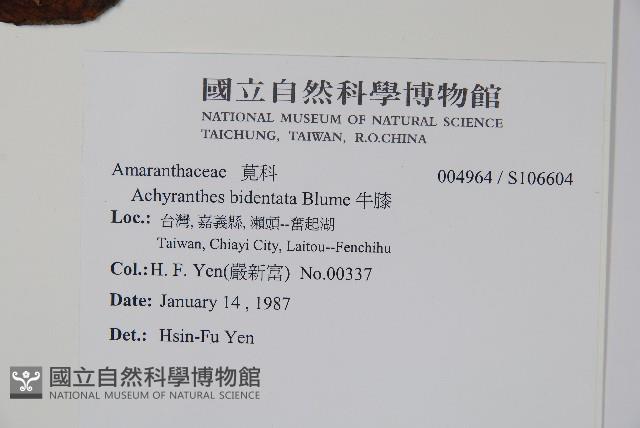 國立自然科學博物館
NATIONAL MUSEUM OF NATURAL SCIENCE
TAICHUNG, TAIWAN, R.O.CHINA
Amaranthaceae 莧科 004964 / S106604
Achyranthes bidentata Blume 牛膝
Loc.: 台灣, 嘉義縣, 瀨頭--奮起湖
Taiwan, Chiayi City, Laitou--Fenchihu
Col.: H. F. Yen(嚴新富) No.00337
Date: January 14 , 1987
Det.: Hsin-Fu Yen
國立自然科學博物館
NATIONAL MUSEUM OF NATURAL SCIENCE